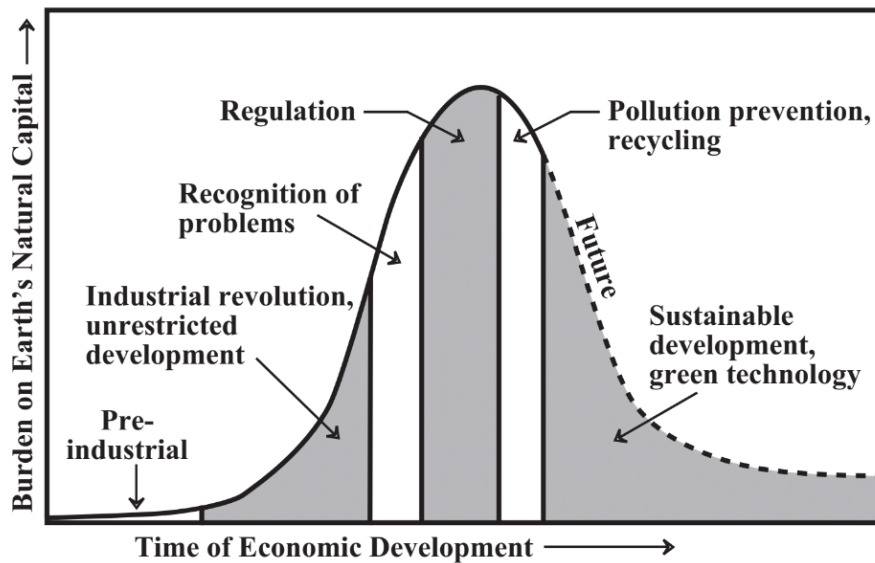 Burden on Earth's Natural Capital
Regulation
Pollution prevention,
recycling
Recognition of
problems
Future
Industrial revolution,
unrestricted
development
Sustainable
development,
green technology
Pre-
industrial
Time of Economic Development